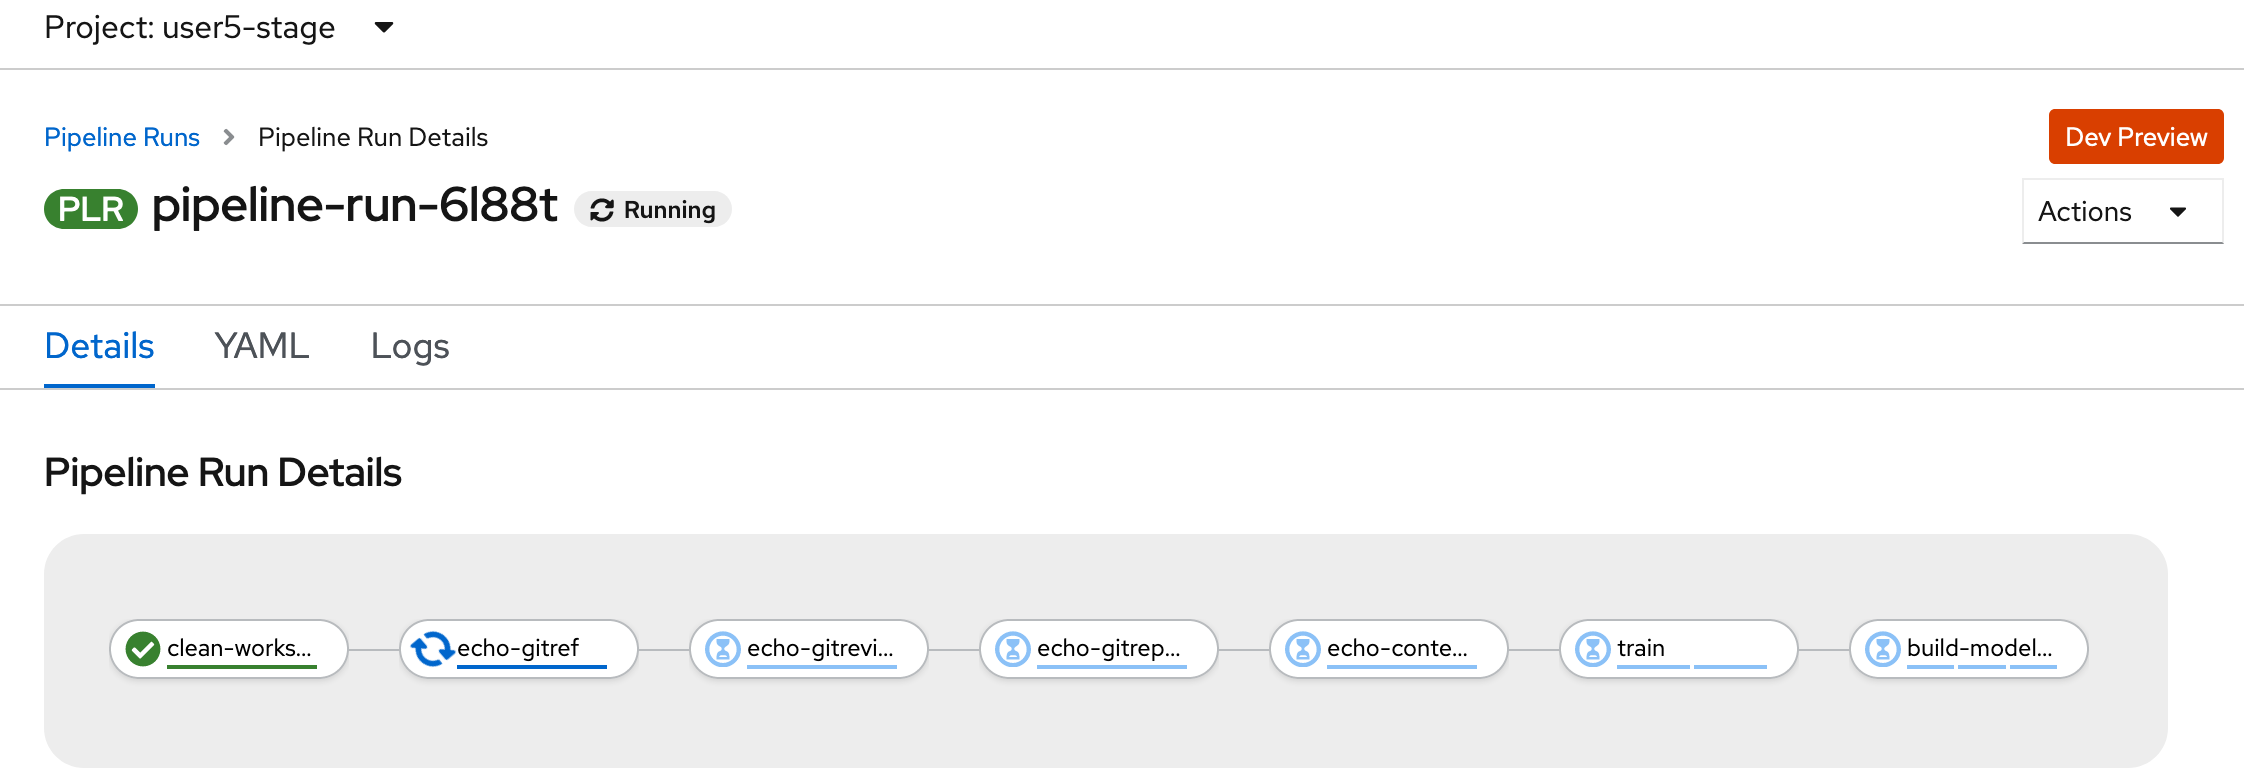 Project: user5-stage
Pipeline Runs Pipeline Run Details
Dev Preview
PLR pipeline-run-6l88t Running
Actions
Details YAML Logs
Pipeline Run Details
clean-works... echo-gitref echo-gitrevi... echo-gitrep... echo-conte... train build-model...